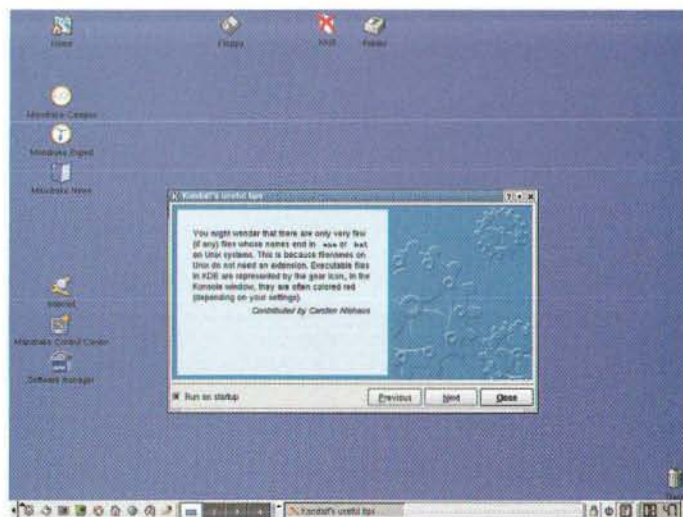 Home
Floppy
Printer
Mandrake Campus
Mandrake Expert
Mandrake News
Kandalf's useful tips
You might wonder that there are only very few
(if any) files whose names end in .exe or .bat
on Unix systems. This is because filenames on
Unix do not need an extension. Executable files
in KDE are represented by the gear icon, in the
Konsole window, they are often colored red
(depending on your settings).
Contributed by Carsten Niehaus
Internet
Mandrake Control Center
Software manager
Run on startup
Previous
Next
Close
Trash
Kandalf's useful tips